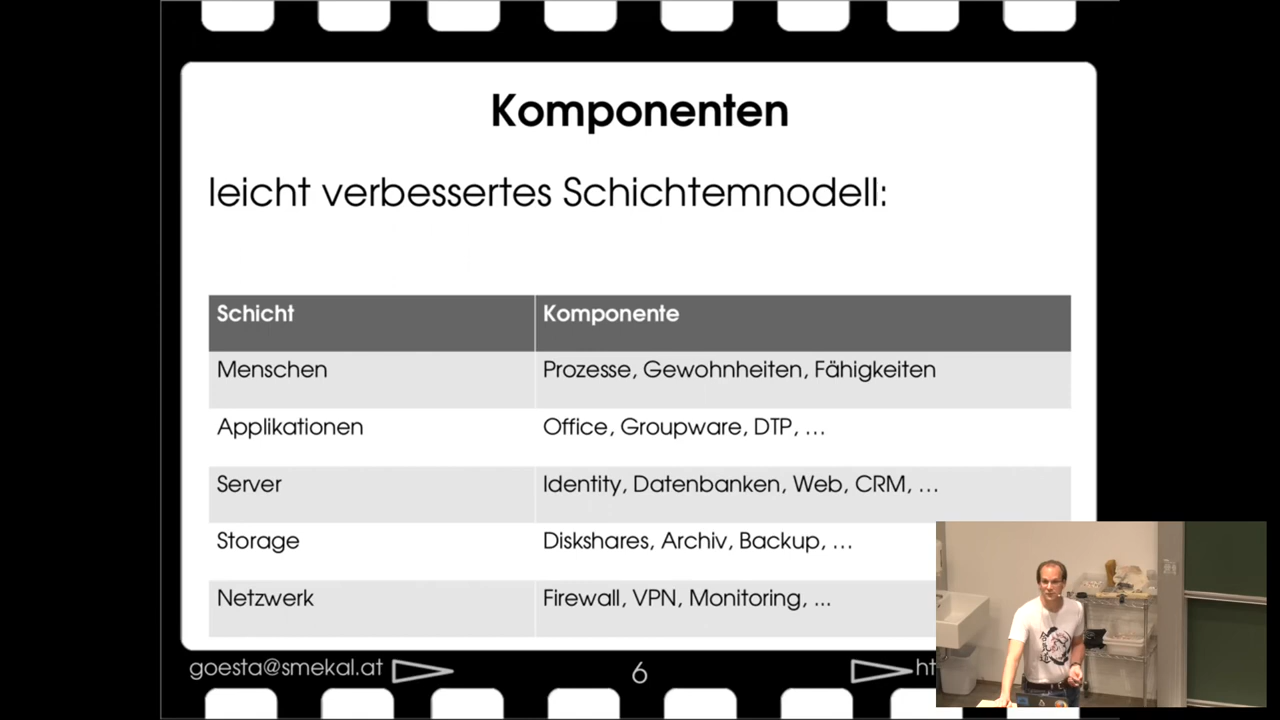 Komponenten
leicht verbessertes Schichtemnodell:
Schicht Komponente
Menschen Prozesse, Gewohnheiten, Fähigkeiten
Applikationen Office, Groupware, DTP, …
Server Identity, Datenbanken, Web, CRM, …
Storage Diskshares, Archiv, Backup, …
Netzwerk Firewall, VPN, Monitoring, ...
goesta@smekal.at 6 ht